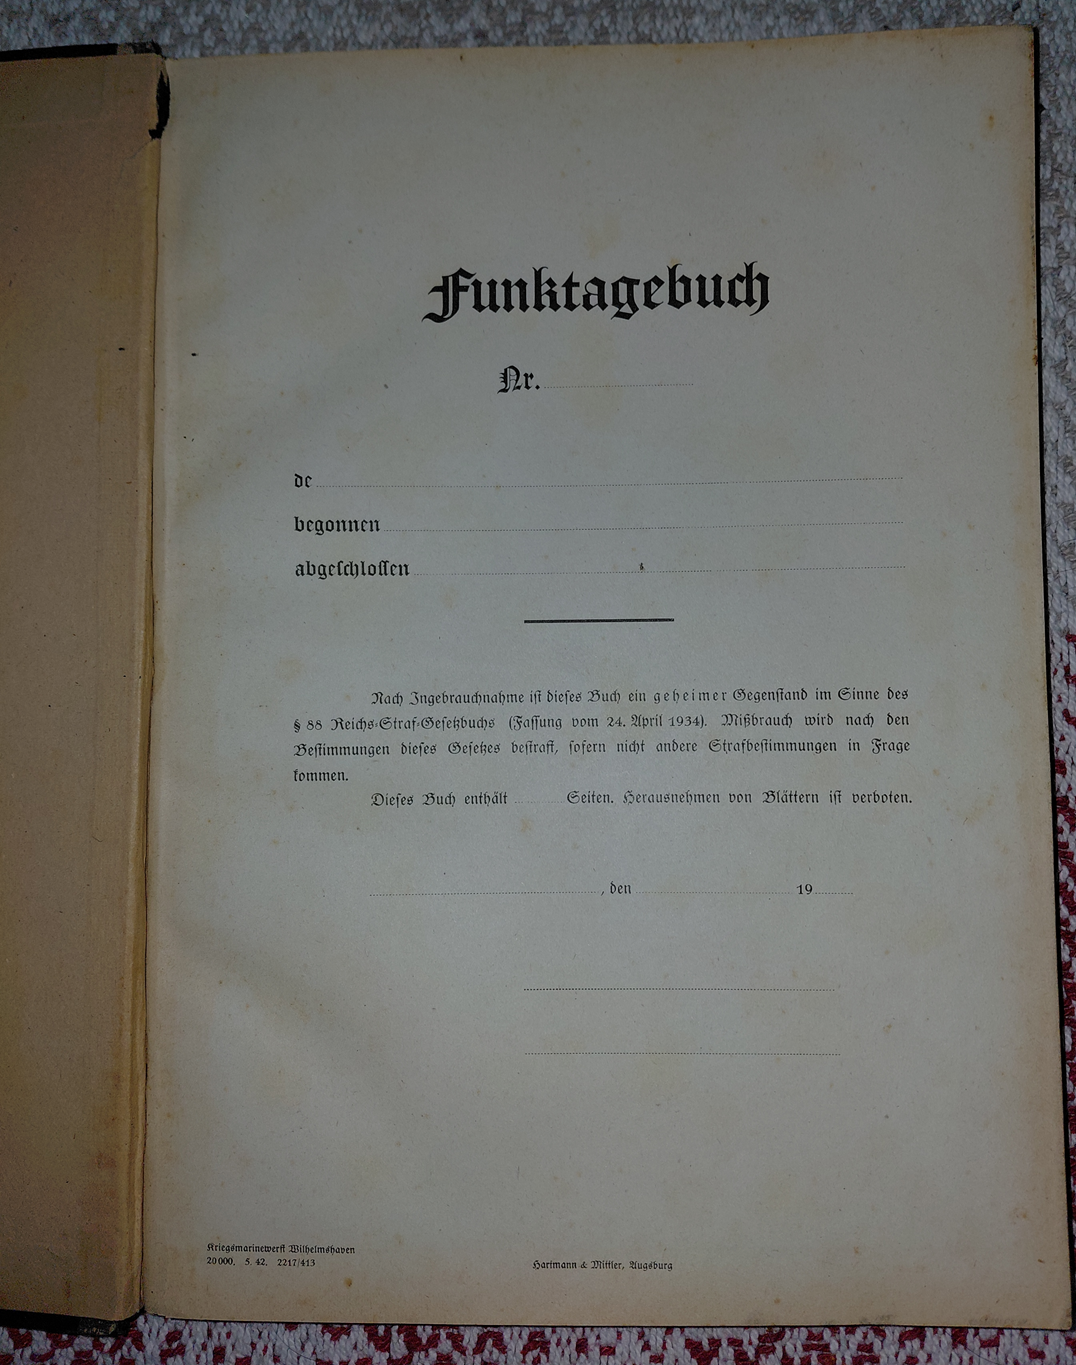 Funktagebuch
Nr.
de
begonnen
abgeschlossen
Nach Ingebrauchnahme ist dieses Buch ein geheimer Gegenstand im Sinne des
§ 88 Reichs-Straf-Gesetzbuchs (Fassung vom 24. April 1934). Mißbrauch wird nach den
Bestimmungen dieses Gesetzes bestraft, sofern nicht andere Strafbestimmungen in Frage
kommen.
Dieses Buch enthält Seiten. Herausnehmen von Blättern ist verboten.
, den 19
Kriegsmarinewerft Wilhelmshaven
20000. 5. 42. 2217/413
Hartmann & Mittler, Augsburg